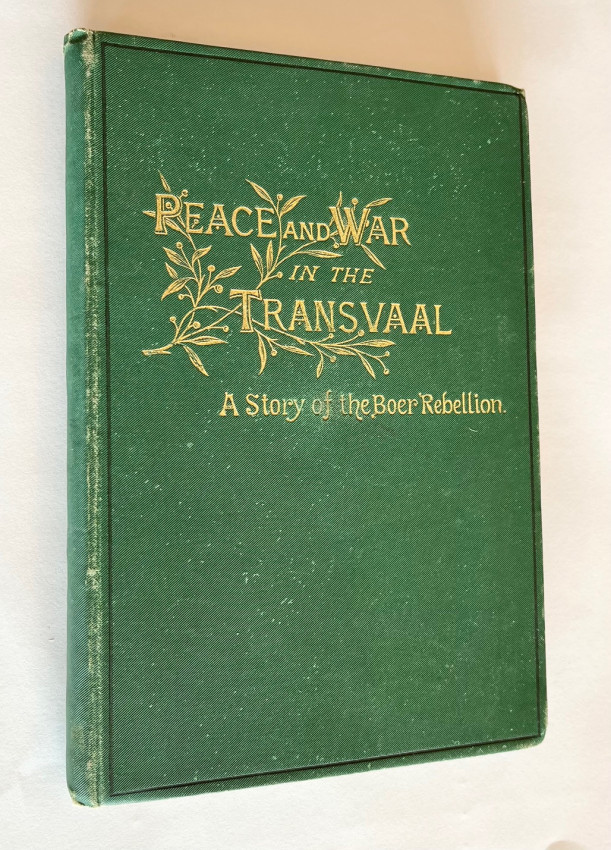 PEACE AND WAR
IN THE
TRANSVAAL
A Story of the Boer Rebellion.